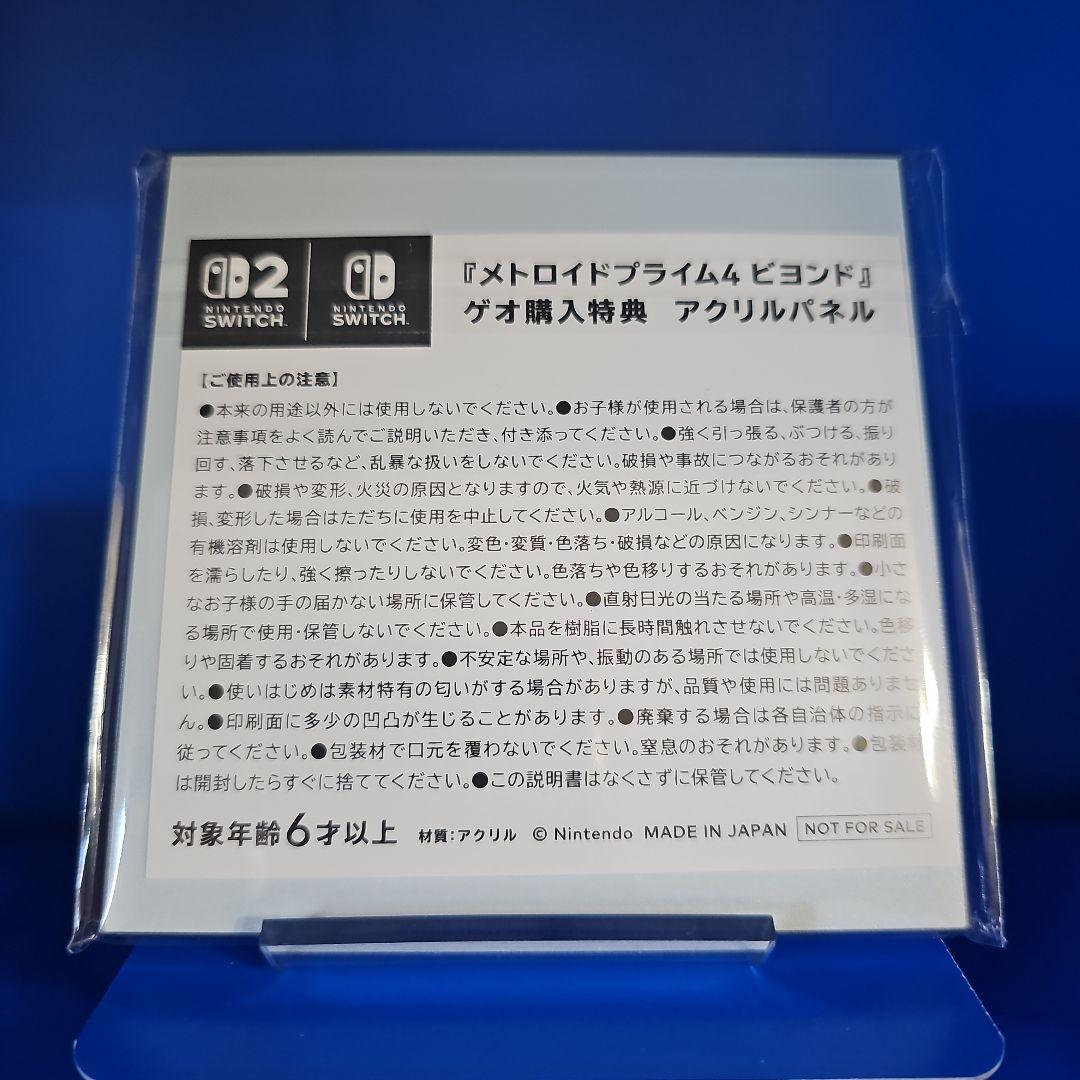 2
NINTENDO
SWITCH™
NINTENDO
SWITCH™
『メトロイドプライム4 ビヨンド』
ゲオ購入特典 アクリルパネル
【ご使用上の注意】
●本来の用途以外には使用しないでください。●お子様が使用される場合は、保護者の方が
注意事項をよく読んでご説明いただき、付き添ってください。●強く引っ張る、ぶつける、振り
回す、落下させるなど、乱暴な扱いをしないでください。破損や事故につながるおそれがあり
ます。●破損や変形、火災の原因となりますので、火気や熱源に近づけないでください。●破
損、変形した場合はただちに使用を中止してください。●アルコール、ベンジン、シンナーなどの
有機溶剤は使用しないでください。変色・変質・色落ち・破損などの原因になります。●印刷面
を濡らしたり、強く擦ったりしないでください。色落ちや色移りするおそれがあります。●小さ
なお子様の手の届かない場所に保管してください。●直射日光の当たる場所や高温・多湿にな
る場所で使用・保管しないでください。●本品を樹脂に長時間触れさせないでください。色移
りや固着するおそれがあります。●不安定な場所や、振動のある場所では使用しないでくださ
い。●使いはじめは素材特有の匂いがする場合がありますが、品質や使用には問題ありませ
ん。●印刷面に多少の凹凸が生じることがあります。●廃棄する場合は各自治体の指示に
従ってください。●包装材で口元を覆わないでください。窒息のおそれがあります。●包装材
は開封したらすぐに捨ててください。●この説明書はなくさずに保管してください。
対象年齢6才以上 材質：アクリル © Nintendo MADE IN JAPAN NOT FOR SALE